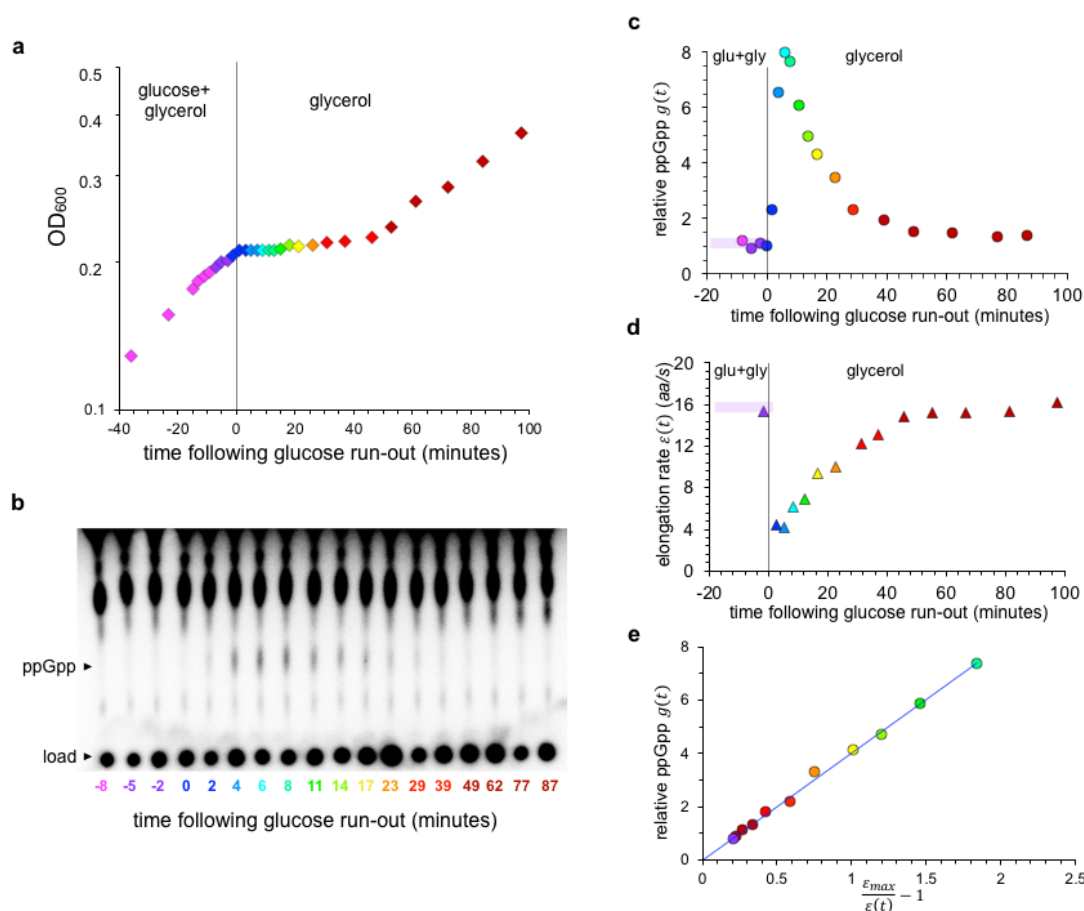 a
0.5
0.4
0.3
0.2
0.1
OD600
glucose+
glycerol
glycerol
-40 -20 0 20 40 60 80 100
time following glucose run-out (minutes)
b
ppGpp ►
load ►
-8 -5 -2 0 2 4 6 8 11 14 17 23 29 39 49 62 77 87
time following glucose run-out (minutes)
c
8
6
4
2
0
relative ppGpp g(t)
glu+gly
glycerol
-20 0 20 40 60 80 100
time following glucose run-out (minutes)
d
20
16
12
8
4
0
elongation rate ε(t) (aa/s)
glu+gly
glycerol
-20 0 20 40 60 80 100
time following glucose run-out (minutes)
e
8
6
4
2
0
relative ppGpp g(t)
0 0.5 1 1.5 2 2.5
εmax
ε(t) − 1